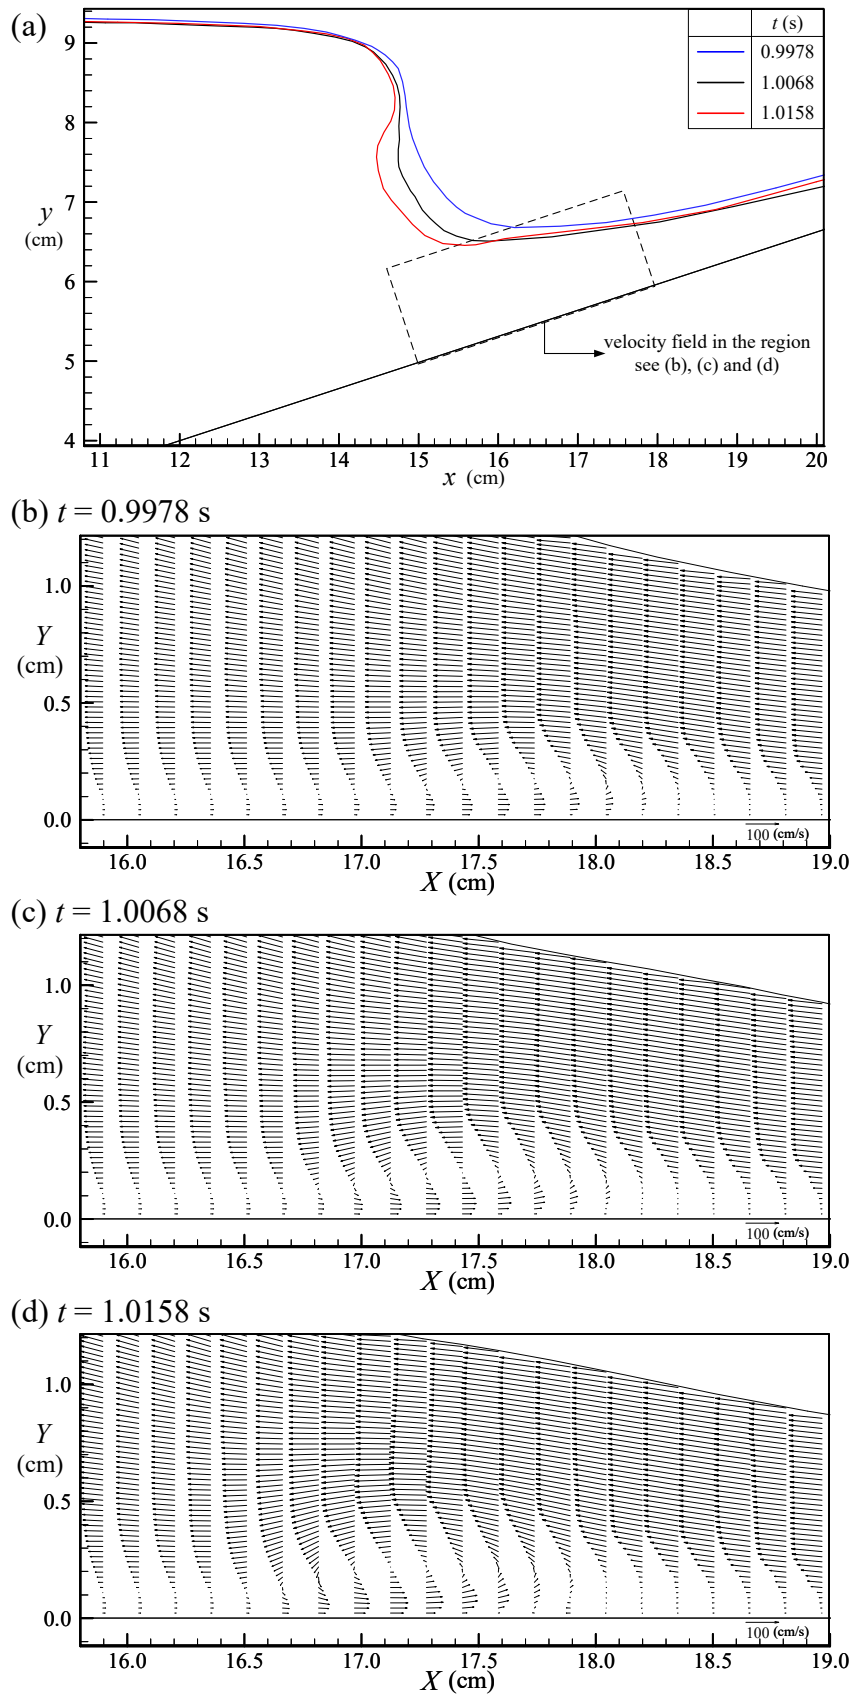 (a)
t (s)
0.9978
1.0068
1.0158
9
8
7
6
5
4
y
(cm)
velocity field in the region
see (b), (c) and (d)
11 12 13 14 15 16 17 18 19 20
x (cm)
(b) t = 0.9978 s
1.0
0.5
0.0
Y
(cm)
100 (cm/s)
16.0 16.5 17.0 17.5 18.0 18.5 19.0
X (cm)
(c) t = 1.0068 s
1.0
0.5
0.0
Y
(cm)
100 (cm/s)
16.0 16.5 17.0 17.5 18.0 18.5 19.0
X (cm)
(d) t = 1.0158 s
1.0
0.5
0.0
Y
(cm)
100 (cm/s)
16.0 16.5 17.0 17.5 18.0 18.5 19.0
X (cm)